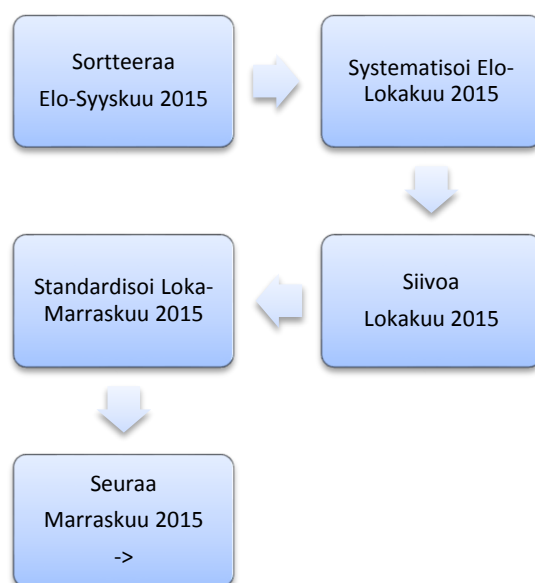 Sortteeraa
Elo-Syyskuu 2015
Systematisoi Elo-
Lokakuu 2015
Siivoa
Lokakuu 2015
Standardisoi Loka-
Marraskuu 2015
Seuraa
Marraskuu 2015
->